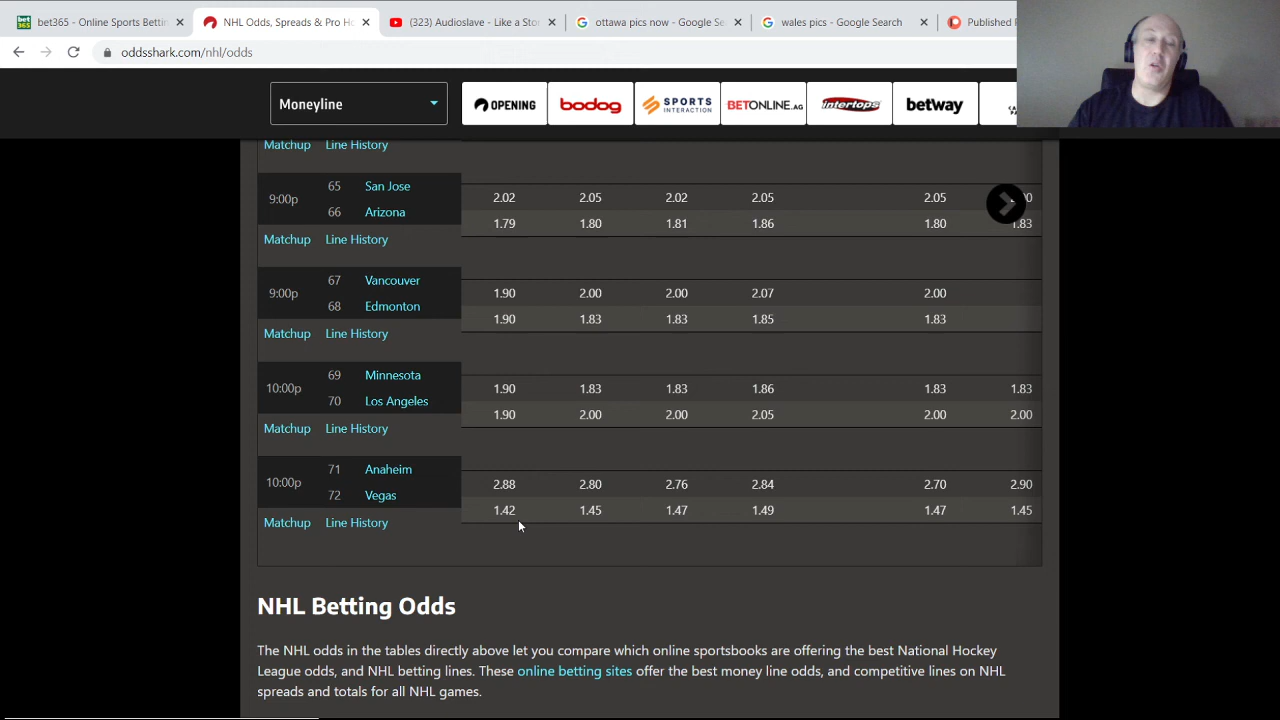 bet365 - Online Sports Bettin
NHL Odds, Spreads & Pro Ho
(323) Audioslave - Like a Sto
ottawa pics now - Google S
wales pics - Google Search
Published P
oddsshark.com/nhl/odds
Moneyline
OPENING
bodog
SPORTS INTERACTION
BETONLINE.AG
Intertops
betway
Matchup Line History
9:00p
65 San Jose 2.02 2.05 2.02 2.05 2.05
66 Arizona 1.79 1.80 1.81 1.86 1.80 1.83
Matchup Line History
9:00p
67 Vancouver 1.90 2.00 2.00 2.07 2.00
68 Edmonton 1.90 1.83 1.83 1.85 1.83
Matchup Line History
10:00p
69 Minnesota 1.90 1.83 1.83 1.86 1.83 1.83
70 Los Angeles 1.90 2.00 2.00 2.05 2.00 2.00
Matchup Line History
10:00p
71 Anaheim 2.88 2.80 2.76 2.84 2.70 2.90
72 Vegas 1.42 1.45 1.47 1.49 1.47 1.45
Matchup Line History
NHL Betting Odds
The NHL odds in the tables directly above let you compare which online sportsbooks are offering the best National Hockey
League odds, and NHL betting lines. These online betting sites offer the best money line odds, and competitive lines on NHL
spreads and totals for all NHL games.